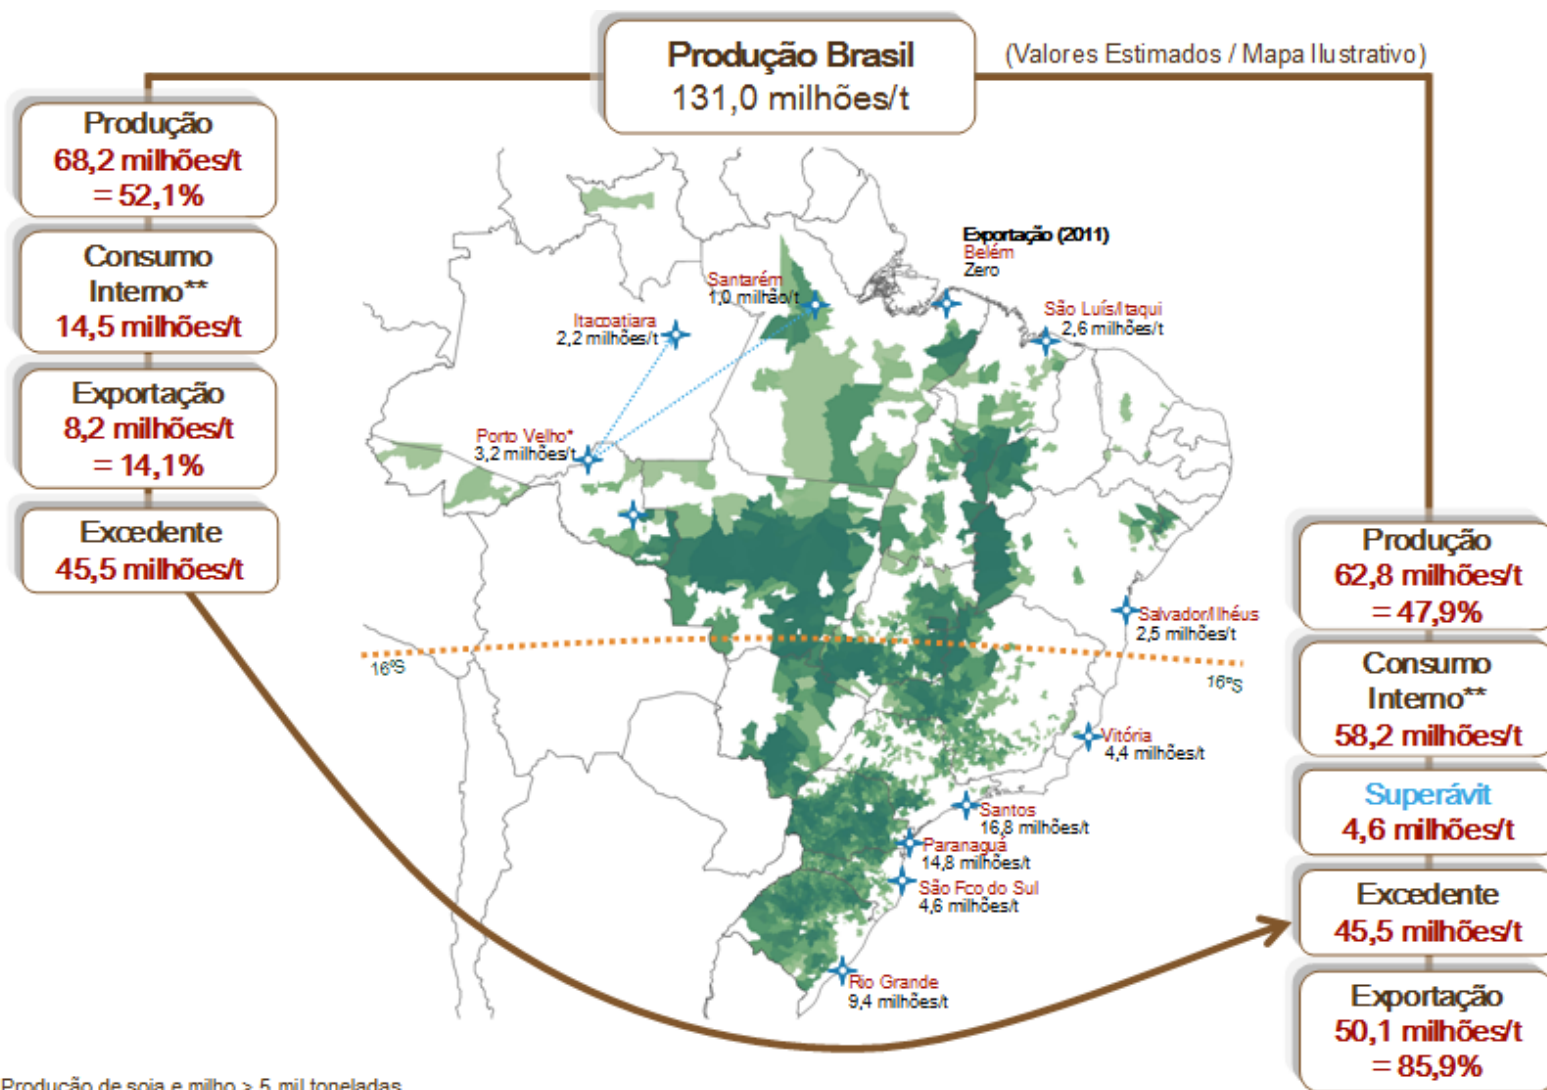 Produção Brasil
131,0 milhões/t
(Valores Estimados / Mapa Ilustrativo)
Produção
68,2 milhões/t
= 52,1%
Consumo
Interno**
14,5 milhões/t
Exportação
8,2 milhões/t
= 14,1%
Excedente
45,5 milhões/t
Exportação (2011)
Belém
Zero
Santarém
1,0 milhão/t
São Luís/Itaqui
2,6 milhões/t
Itacoatiara
2,2 milhões/t
Porto Velho*
3,2 milhões/t
Salvador/Ilhéus
2,5 milhões/t
16ºS
16ºS
Vitória
4,4 milhões/t
Santos
16,8 milhões/t
Paranaguá
14,8 milhões/t
São Fco do Sul
4,6 milhões/t
Rio Grande
9,4 milhões/t
Produção
62,8 milhões/t
= 47,9%
Consumo
Interno**
58,2 milhões/t
Superávit
4,6 milhões/t
Excedente
45,5 milhões/t
Exportação
50,1 milhões/t
= 85,9%
Produção de soja e milho > 5 mil toneladas